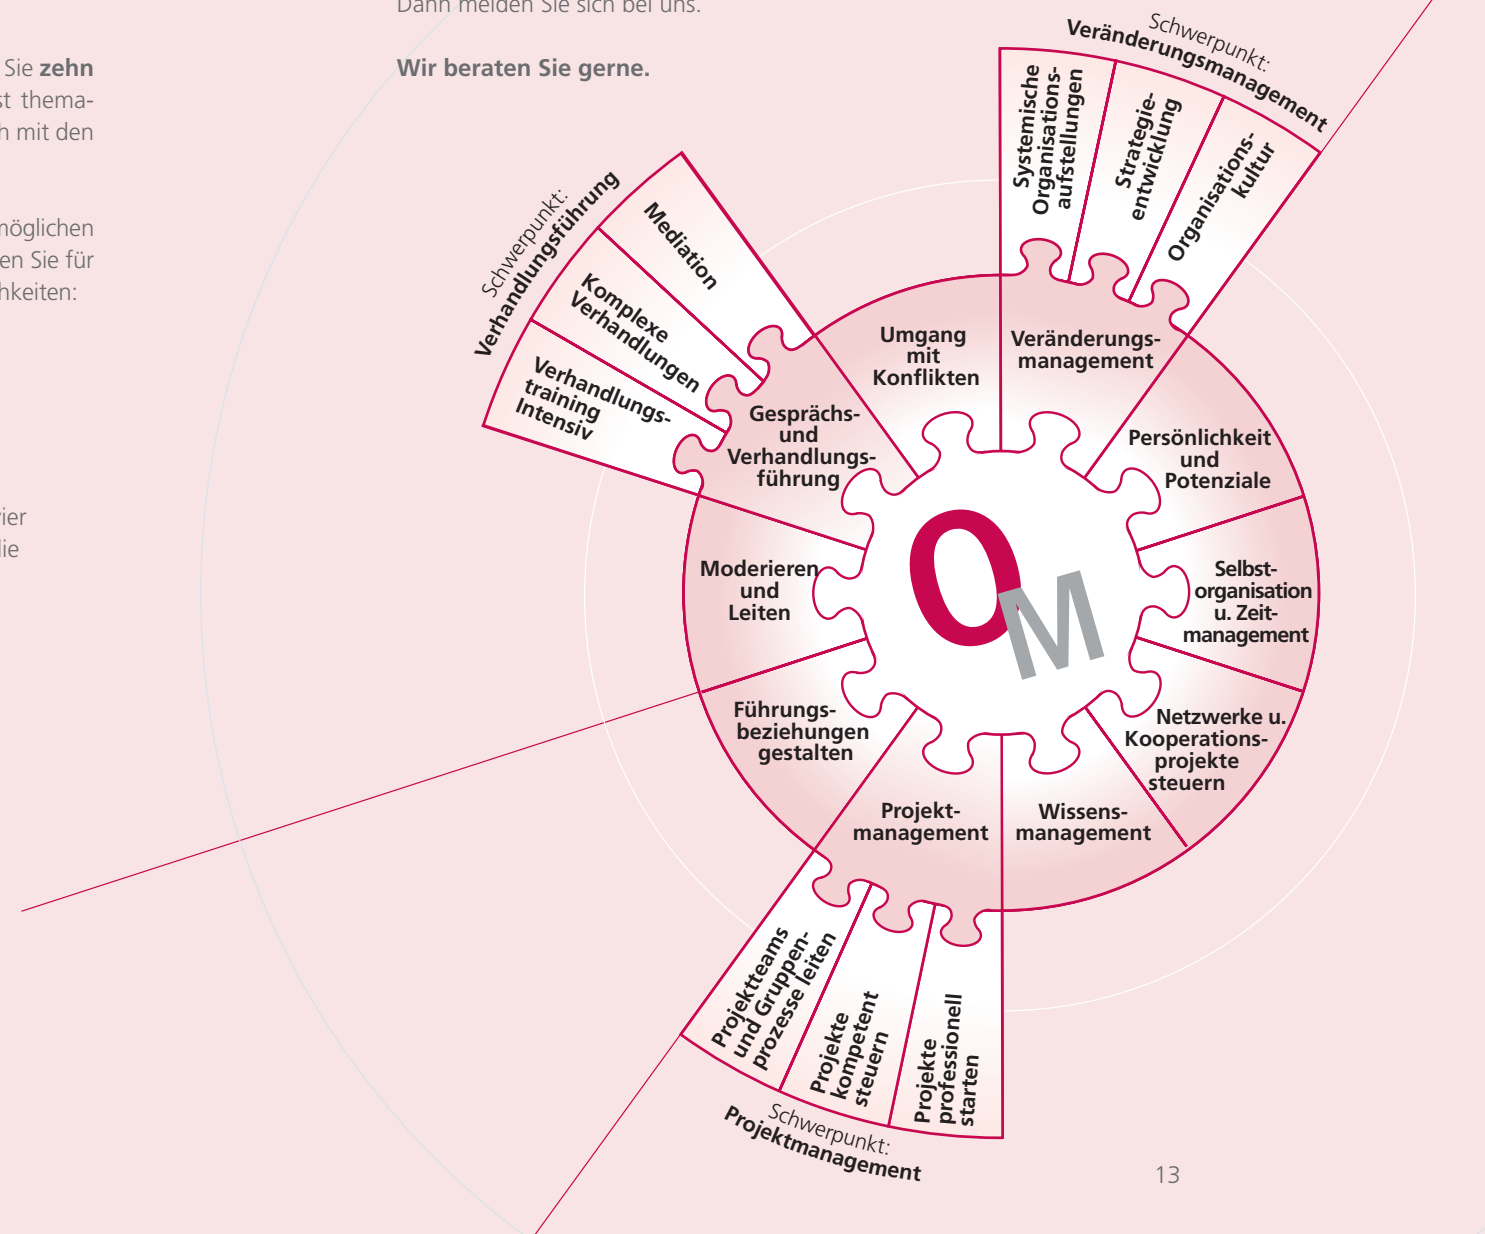 Dann melden Sie sich bei uns.
Wir beraten Sie gerne.
Sie zehn
st thema-
h mit den
möglichen
en Sie für
hkeiten:
ier
lie
Schwerpunkt:
Veränderungsmanagement
Systemische
Organisations-
aufstellungen
Strategie-
entwicklung
Organisations-
kultur
Schwerpunkt:
Verhandlungsführung
Mediation
Komplexe
Verhandlungen
Verhandlungs-
training
Intensiv
Umgang
mit
Konflikten
Veränderungs-
management
Persönlichkeit
und
Potenziale
Selbst-
organisation
u. Zeit-
management
Netzwerke u.
Kooperations-
projekte
steuern
Wissens-
management
Projekt-
management
Führungs-
beziehungen
gestalten
Moderieren
und
Leiten
Gesprächs-
und
Verhandlungs-
führung
OM
Projektteams
und Gruppen-
prozesse leiten
Projekte
kompetent
steuern
Projekte
professionell
starten
Schwerpunkt:
Projektmanagement
13